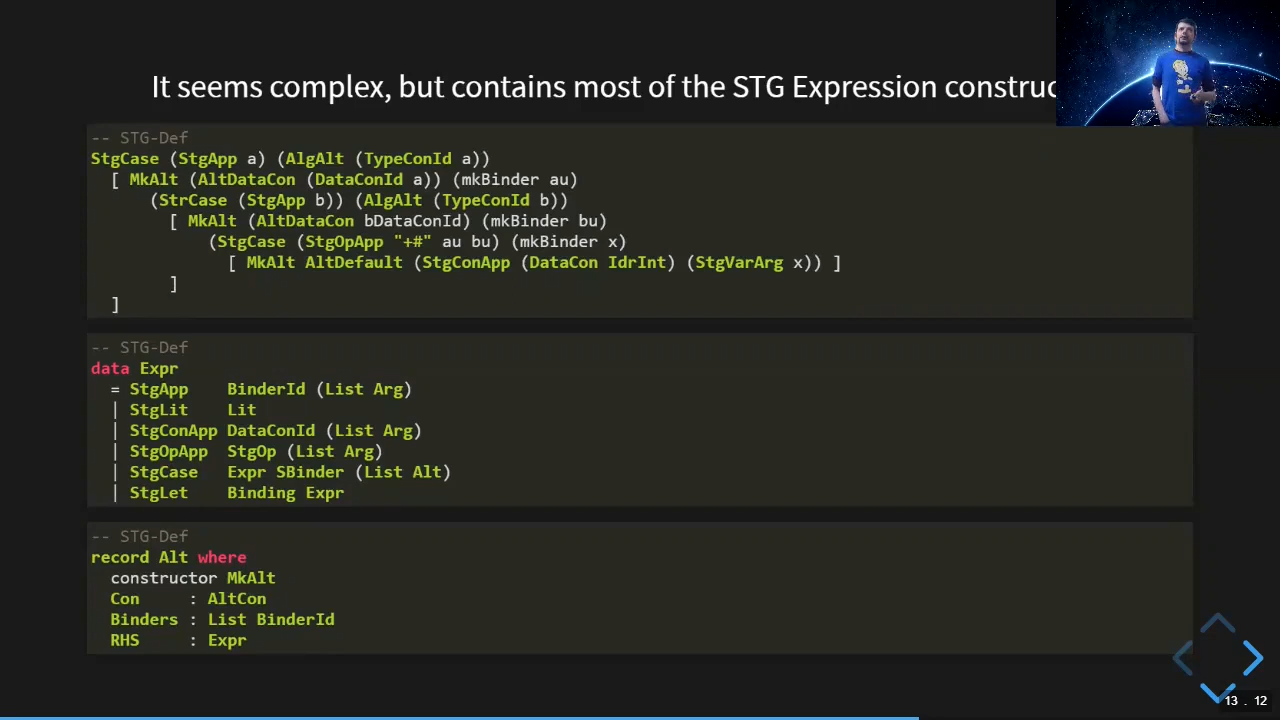 It seems complex, but contains most of the STG Expression construc
-- STG-Def
StgCase (StgApp a) (AlgAlt (TypeConId a))
[ MkAlt (AltDataCon (DataConId a)) (mkBinder au)
(StrCase (StgApp b)) (AlgAlt (TypeConId b))
[ MkAlt (AltDataCon bDataConId) (mkBinder bu)
(StgCase (StgOpApp "+#" au bu) (mkBinder x)
[ MkAlt AltDefault (StgConApp (DataCon IdrInt) (StgVarArg x)) ]
]
]
-- STG-Def
data Expr
= StgApp BinderId (List Arg)
| StgLit Lit
| StgConApp DataConId (List Arg)
| StgOpApp StgOp (List Arg)
| StgCase Expr SBinder (List Alt)
| StgLet Binding Expr
-- STG-Def
record Alt where
constructor MkAlt
Con : AltCon
Binders : List BinderId
RHS : Expr
13 . 12